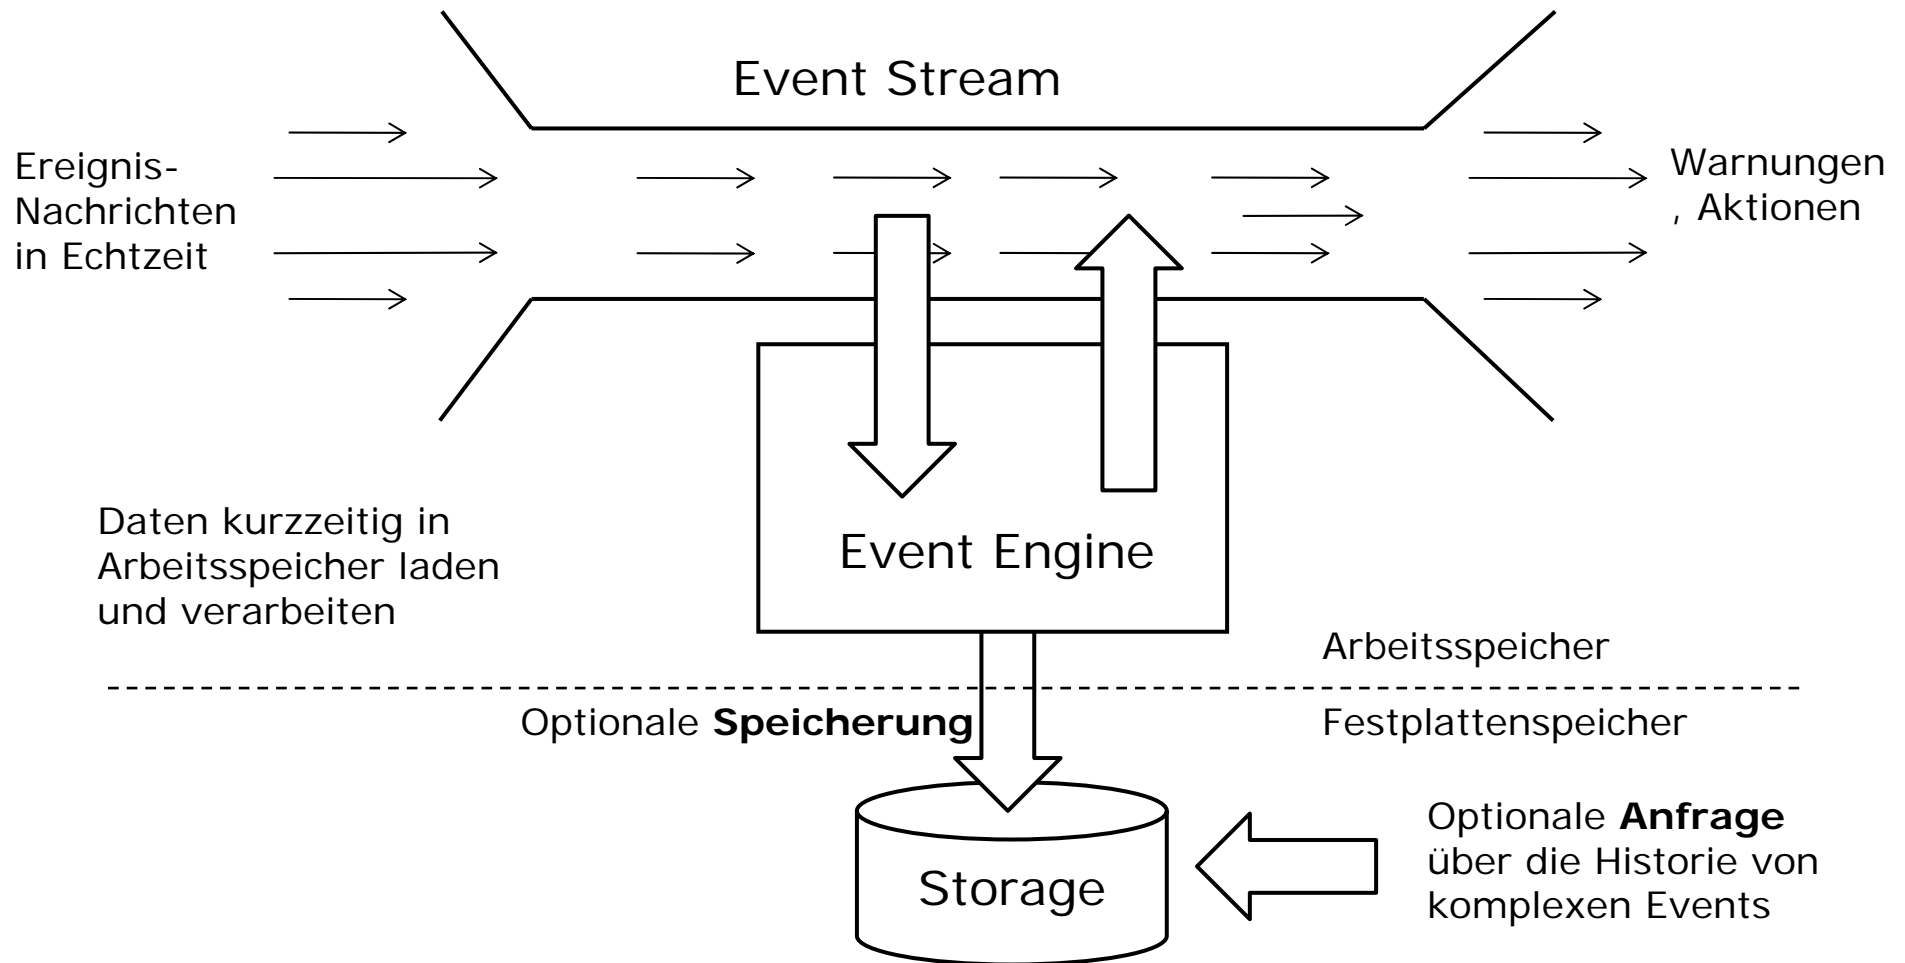 Event Stream
Ereignis-
Nachrichten
in Echtzeit
Warnungen
, Aktionen
Daten kurzzeitig in
Arbeitsspeicher laden
und verarbeiten
Event Engine
Arbeitsspeicher
Optionale Speicherung
Festplattenspeicher
Storage
Optionale Anfrage
über die Historie von
komplexen Events